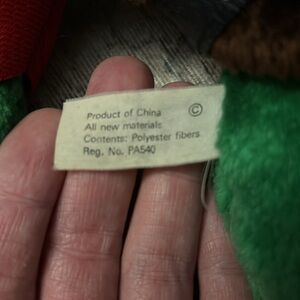 Product of China ©
All new materials
Contents: Polyester fibers
Reg. No. PA540